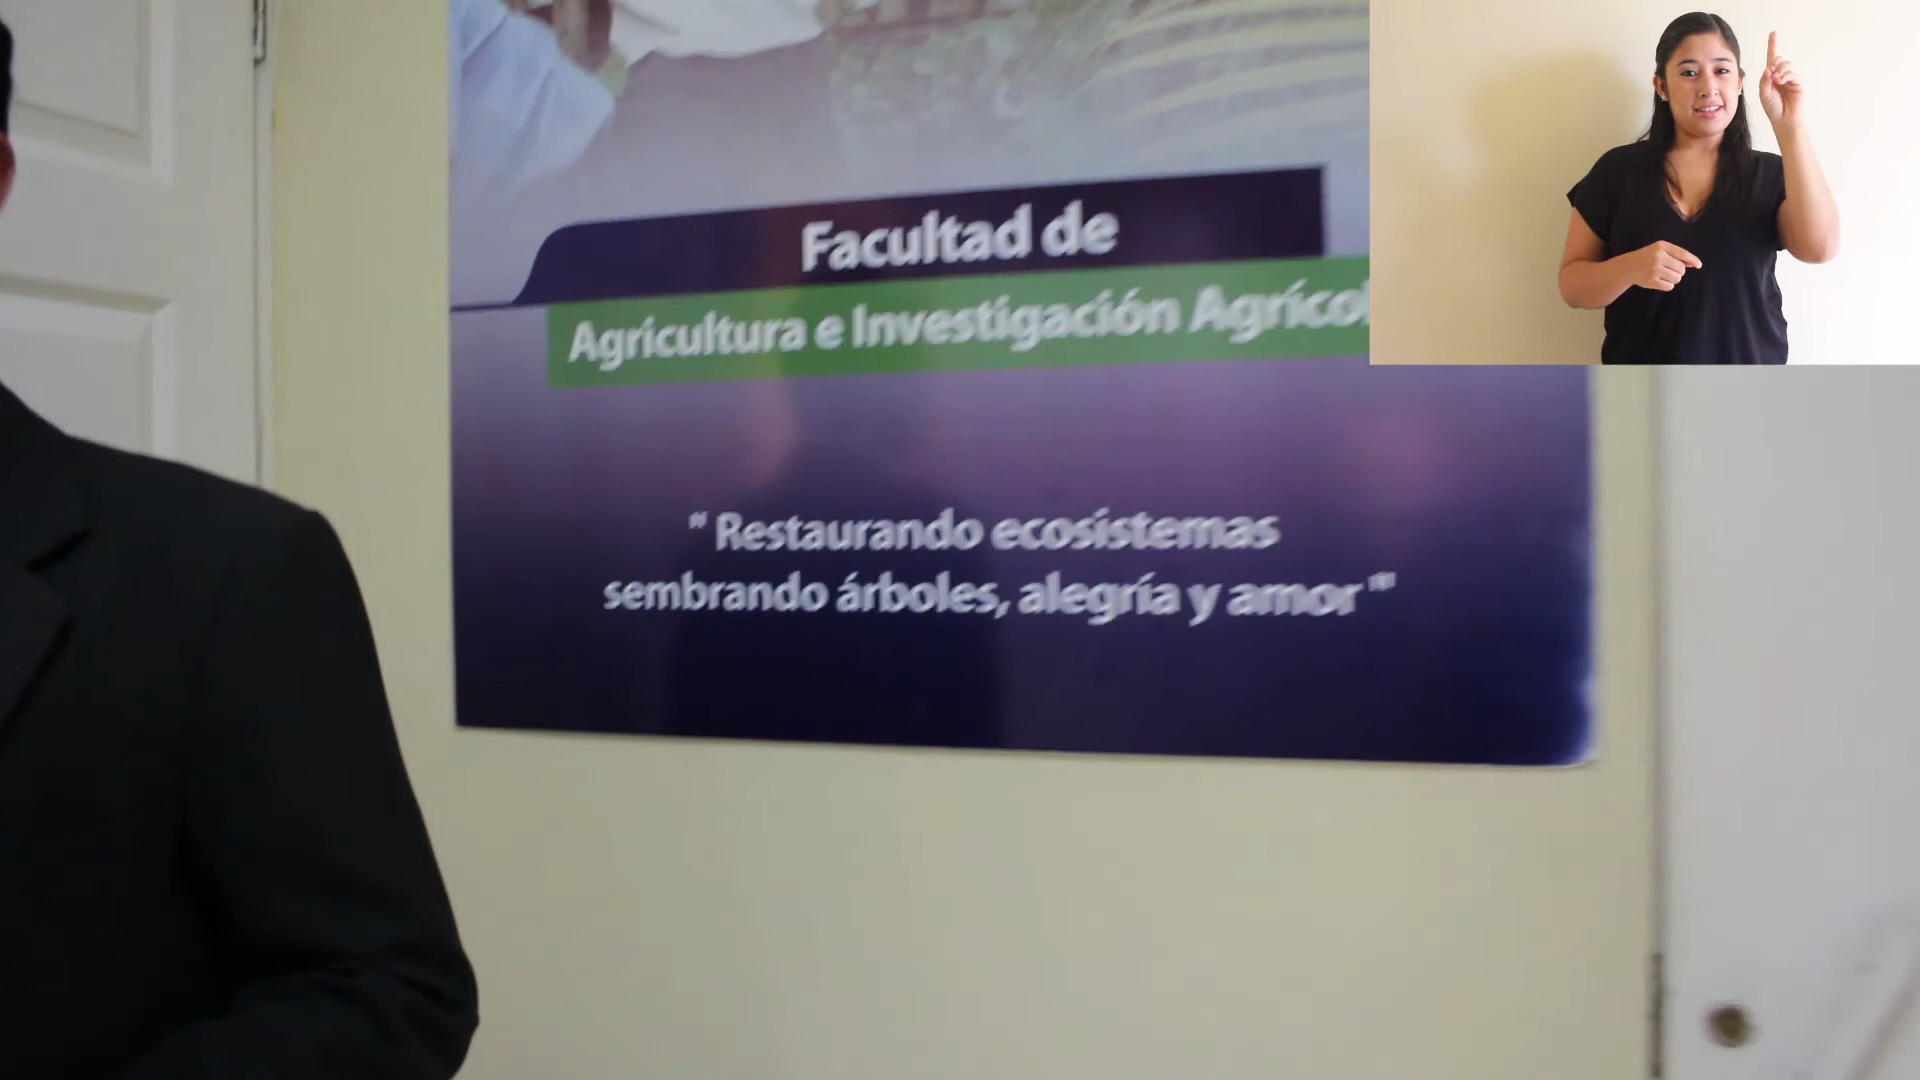 Facultad de
Agricultura e Investigación
" Restaurando ecosistemas
sembrando árboles, alegría y amor "